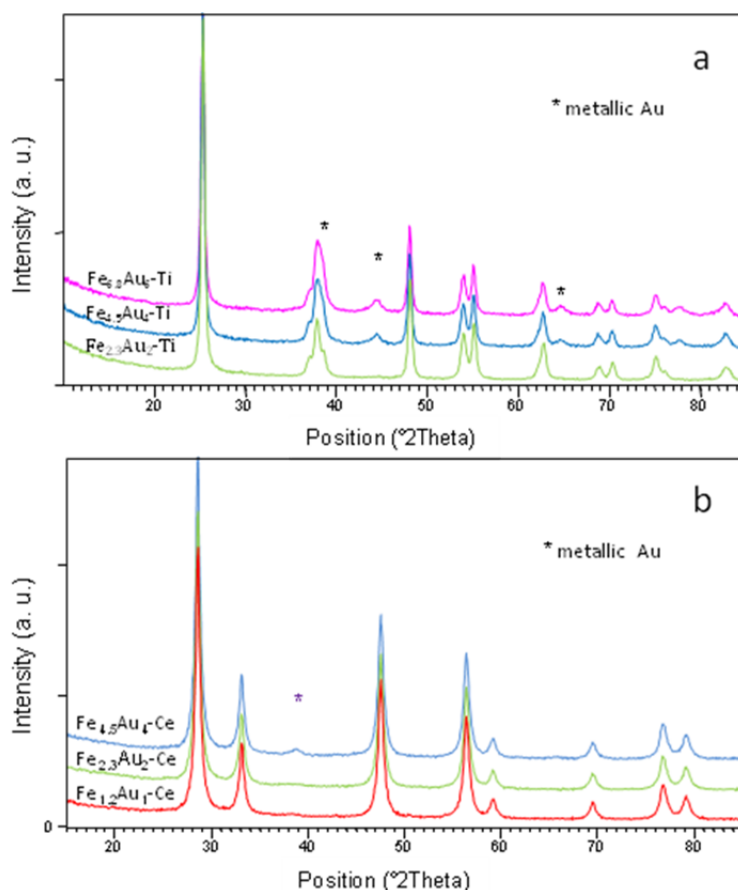 a
* metallic Au
Intensity (a. u.)
*
*
*
Fe₆.₈Au₆-Ti
Fe₄.₅Au₄-Ti
Fe₂.₃Au₂-Ti
20 30 40 50 60 70 80
Position (°2Theta)
b
* metallic Au
Intensity (a. u.)
*
Fe₄.₅Au₄-Ce
Fe₂.₃Au₂-Ce
Fe₁.₂Au₁-Ce
0
20 30 40 50 60 70 80
Position (°2Theta)